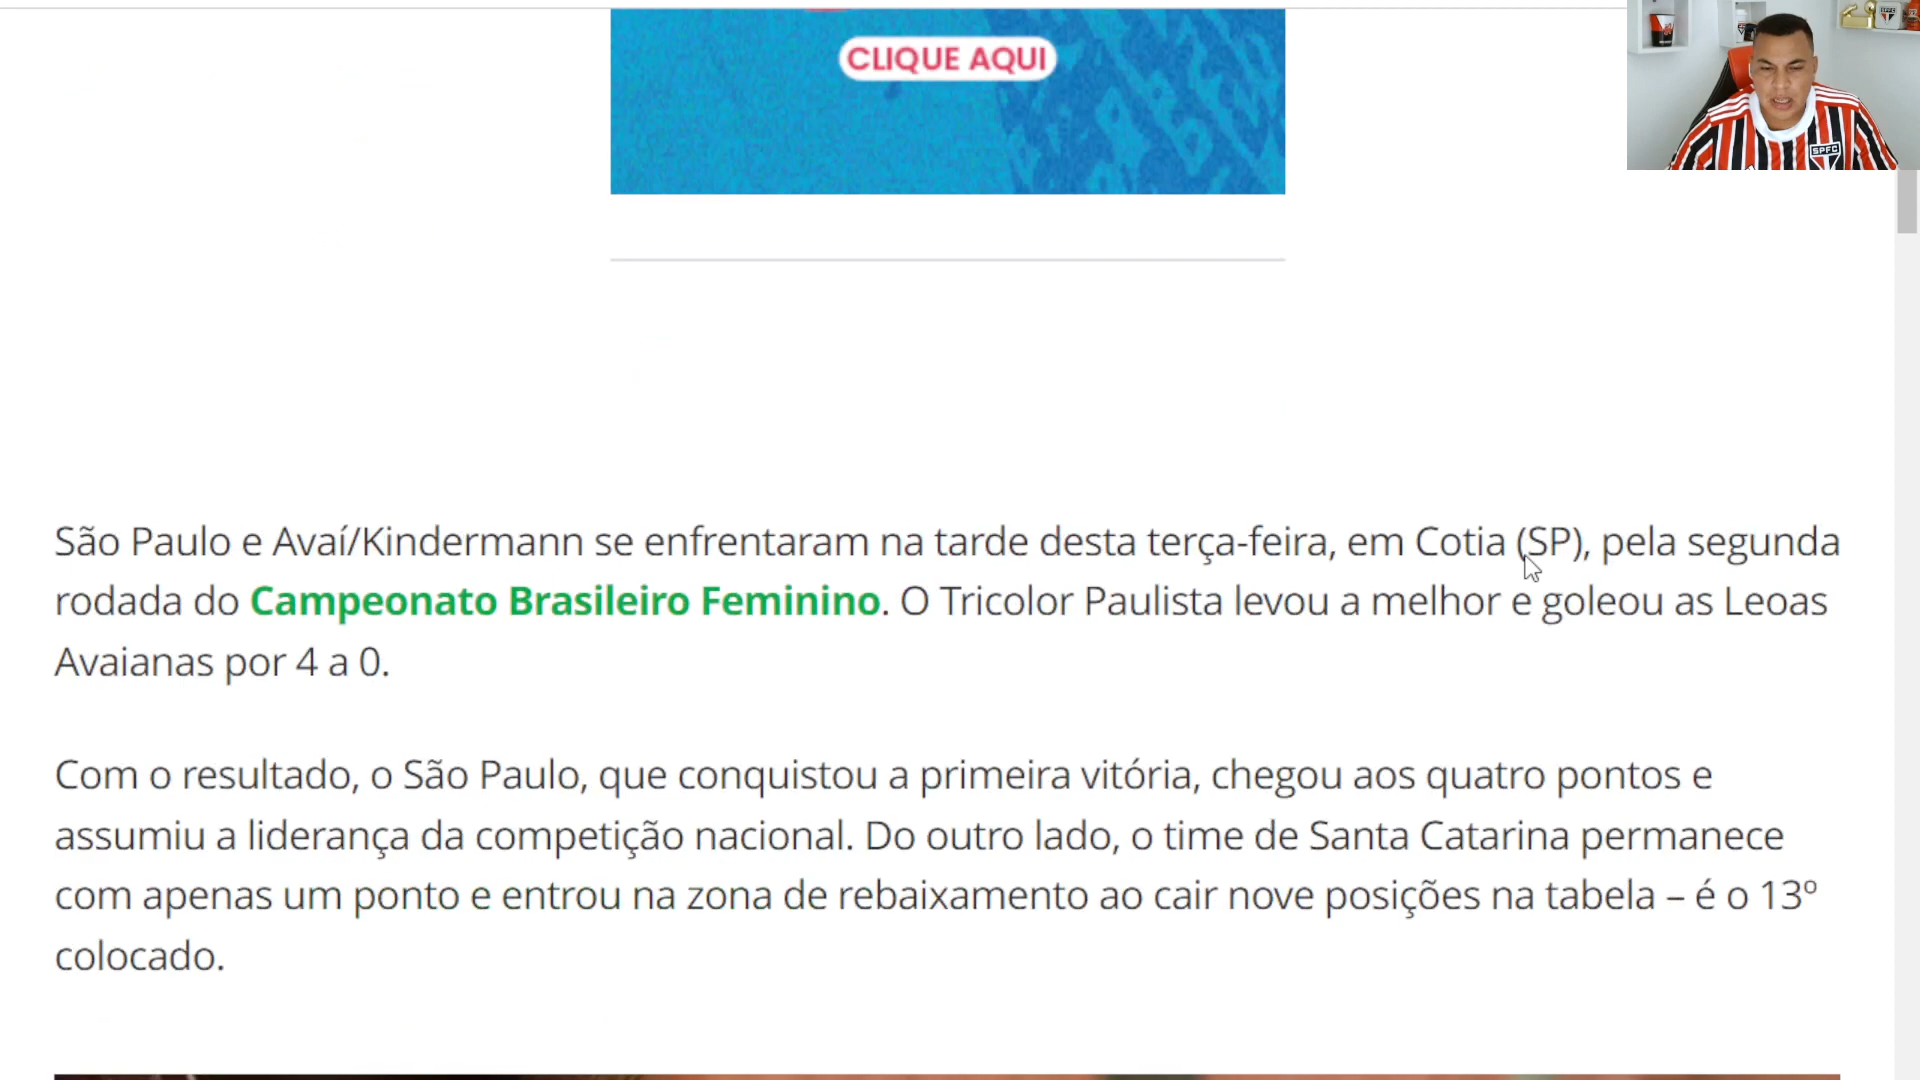 CLIQUE AQUI
SPFC
São Paulo e Avaí/Kindermann se enfrentaram na tarde desta terça-feira, em Cotia (SP), pela segunda
rodada do Campeonato Brasileiro Feminino. O Tricolor Paulista levou a melhor e goleou as Leoas
Avaianas por 4 a 0.
Com o resultado, o São Paulo, que conquistou a primeira vitória, chegou aos quatro pontos e
assumiu a liderança da competição nacional. Do outro lado, o time de Santa Catarina permanece
com apenas um ponto e entrou na zona de rebaixamento ao cair nove posições na tabela – é o 13º
colocado.